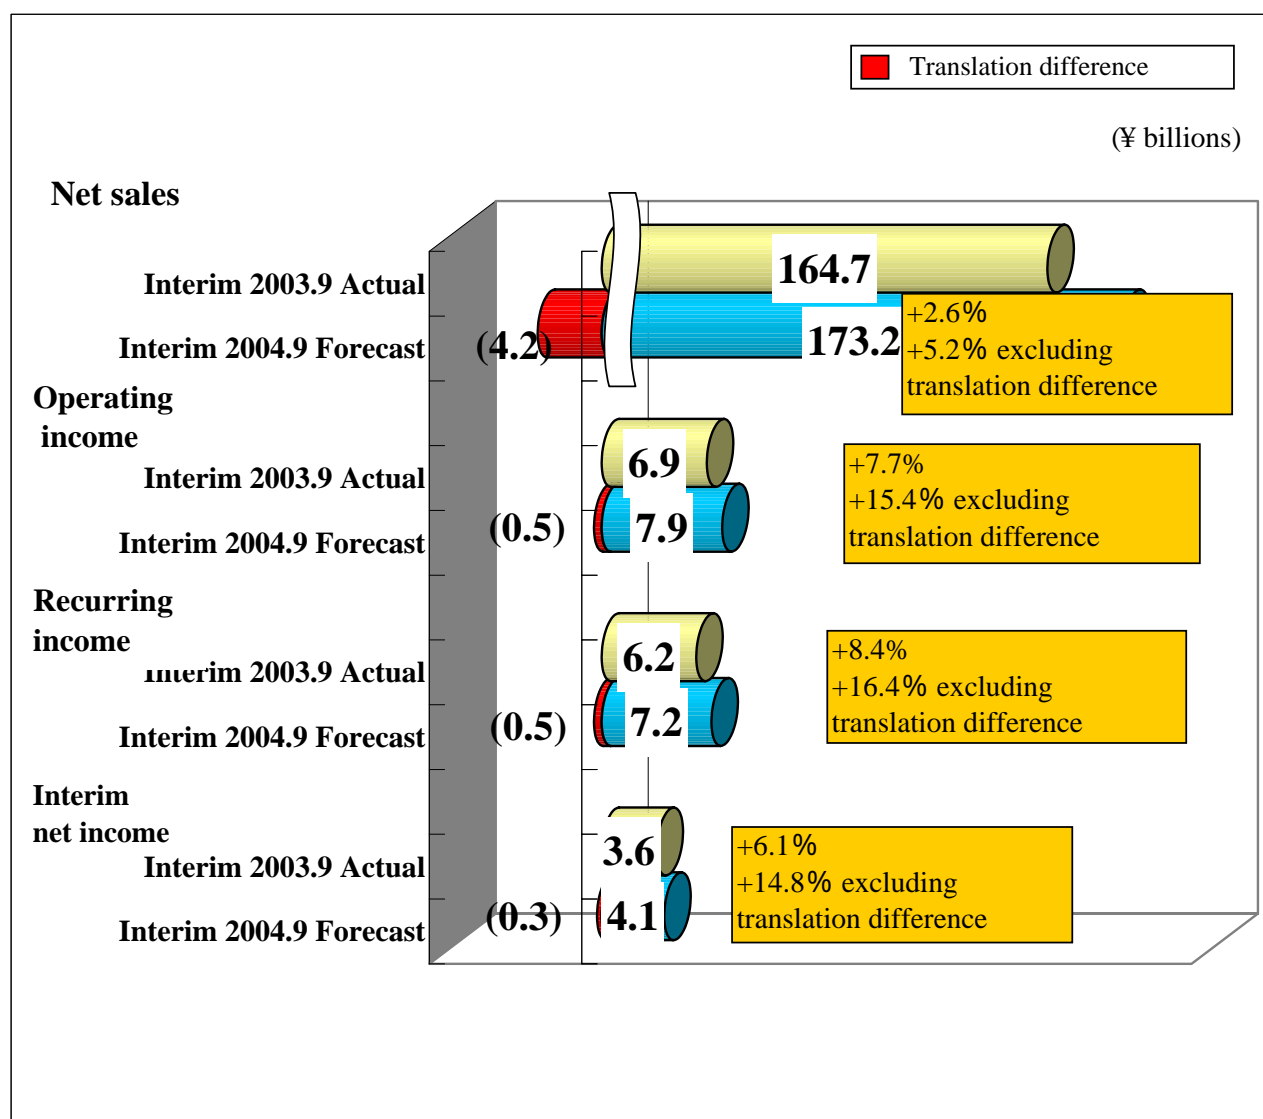 Translation difference
(¥ billions)
Net sales
Interim 2003.9 Actual
164.7
Interim 2004.9 Forecast
(4.2)
173.2
+2.6%
+5.2% excluding
translation difference
Operating
income
Interim 2003.9 Actual
6.9
Interim 2004.9 Forecast
(0.5)
7.9
+7.7%
+15.4% excluding
translation difference
Recurring
income
Interim 2003.9 Actual
6.2
Interim 2004.9 Forecast
(0.5)
7.2
+8.4%
+16.4% excluding
translation difference
Interim
net income
Interim 2003.9 Actual
3.6
Interim 2004.9 Forecast
(0.3)
4.1
+6.1%
+14.8% excluding
translation difference